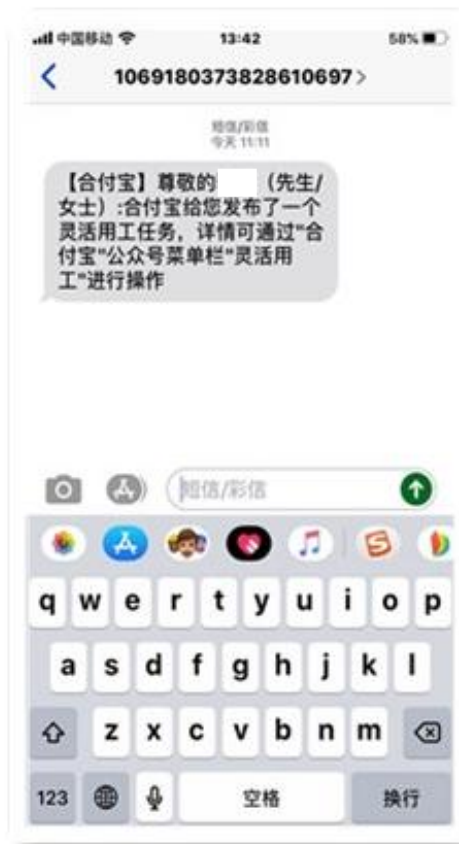 中国移动 13:42 58%
106918037382861069​7>
短信/彩信
今天 11:11
【合付宝】尊敬的 （先生/
女士）:合付宝给您发布了一个
灵活用工任务，详情可通过"合
付宝"公众号菜单栏"灵活用
工"进行操作
短信/彩信
q w e r t y u i o p
a s d f g h j k l
z x c v b n m
123 空格 换行